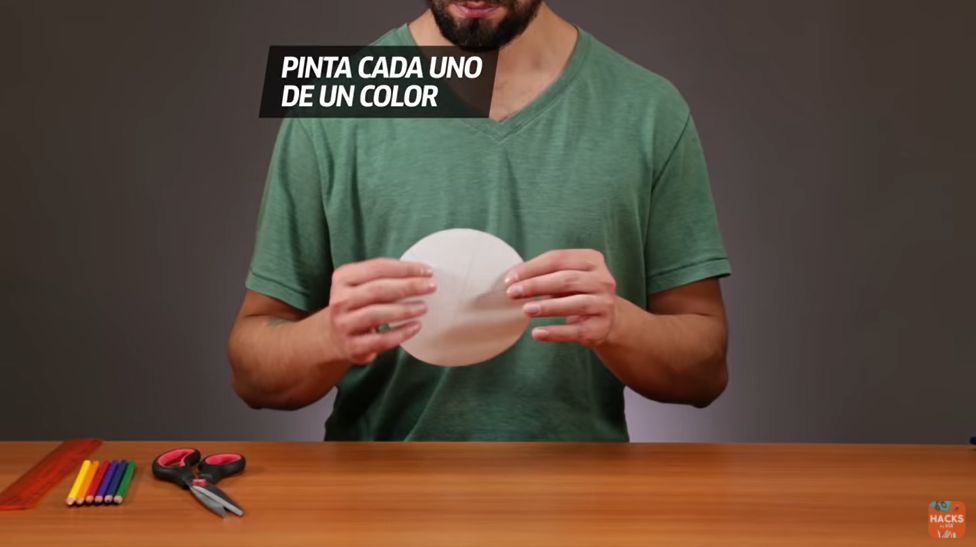 PINTA CADA UNO
DE UN COLOR
HACKS